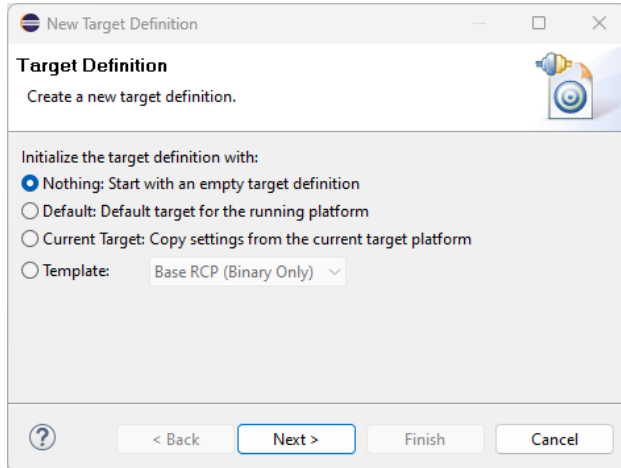 New Target Definition
Target Definition
Create a new target definition.
Initialize the target definition with:
Nothing: Start with an empty target definition
Default: Default target for the running platform
Current Target: Copy settings from the current target platform
Template: Base RCP (Binary Only)
? < Back Next > Finish Cancel